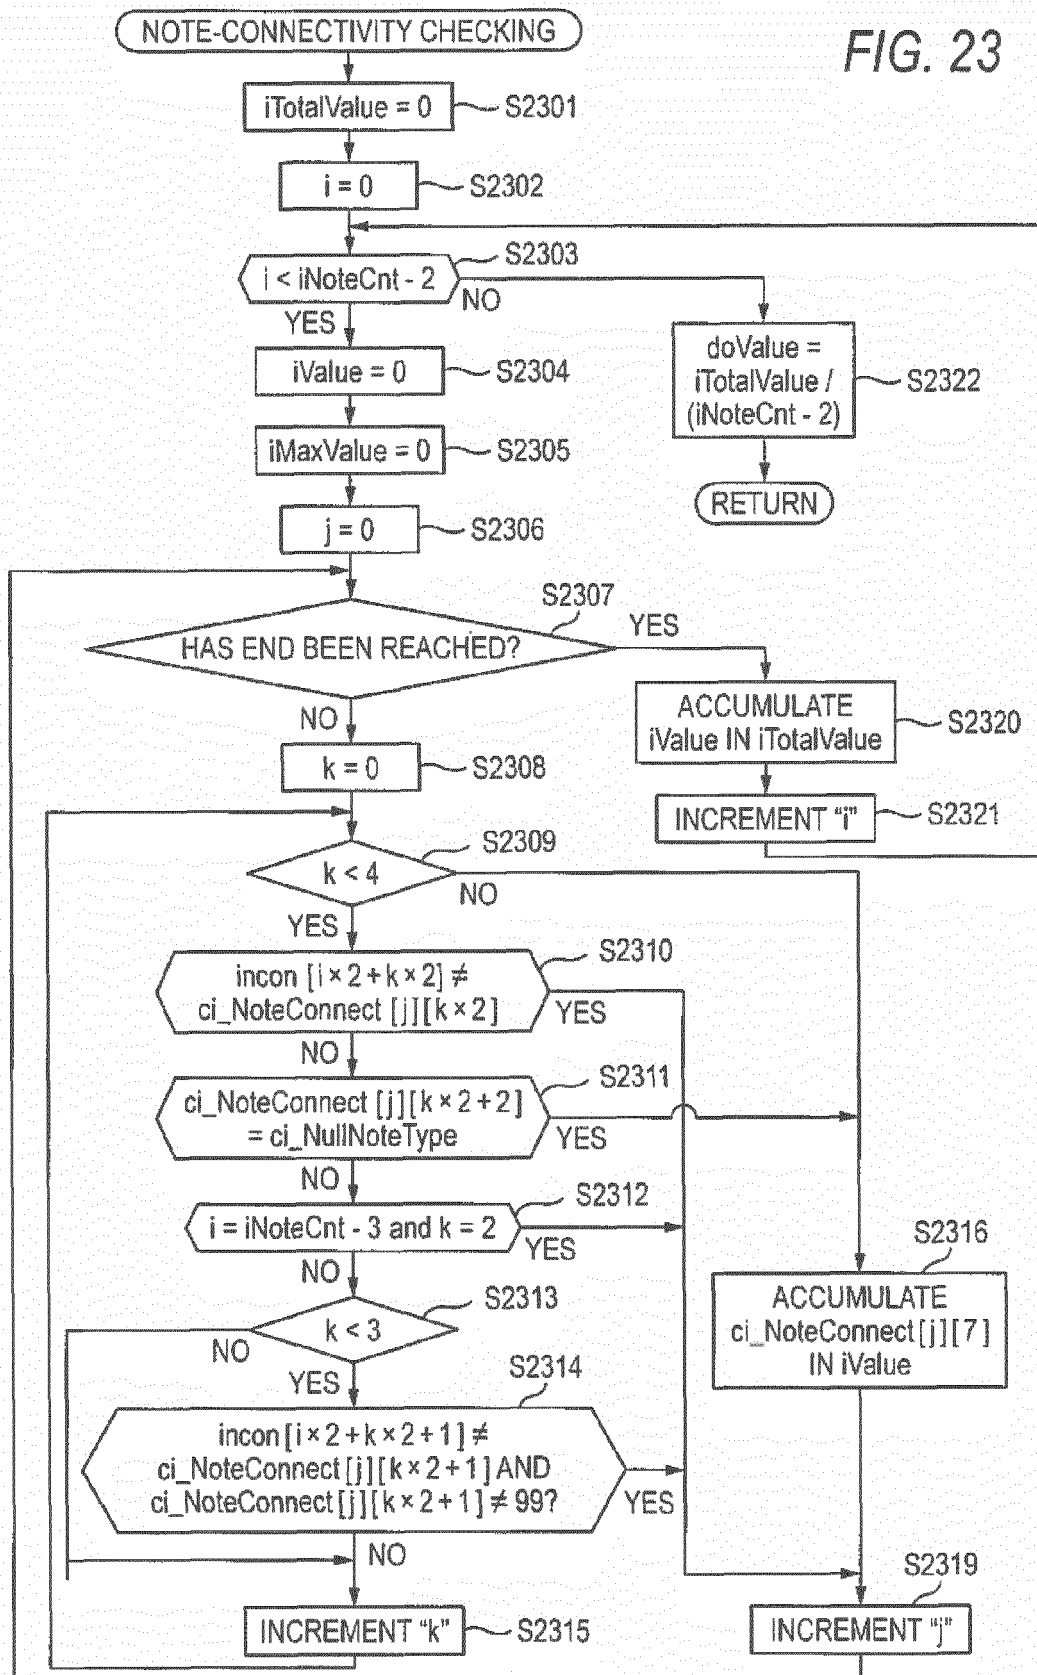 NOTE-CONNECTIVITY CHECKING
FIG. 23
iTotalValue = 0
S2301
i = 0
S2302
i < iNoteCnt - 2
S2303
NO
YES
iValue = 0
S2304
doValue =
iTotalValue /
(iNoteCnt - 2)
S2322
iMaxValue = 0
S2305
RETURN
j = 0
S2306
HAS END BEEN REACHED?
S2307
YES
NO
ACCUMULATE
iValue IN iTotalValue
S2320
k = 0
S2308
INCREMENT “i”
S2321
k < 4
S2309
NO
YES
incon [i × 2 + k × 2] ≠
ci_NoteConnect [j] [k × 2]
S2310
YES
NO
ci_NoteConnect [j] [k × 2 + 2]
= ci_NullNoteType
S2311
YES
NO
i = iNoteCnt - 3 and k = 2
S2312
YES
NO
k < 3
S2313
NO
YES
ACCUMULATE
ci_NoteConnect [j] [7]
IN iValue
S2316
incon [i × 2 + k × 2 + 1] ≠
ci_NoteConnect [j] [k × 2 + 1] AND
ci_NoteConnect [j] [k × 2 + 1] ≠ 99?
S2314
YES
NO
INCREMENT “k”
S2315
INCREMENT “j”
S2319